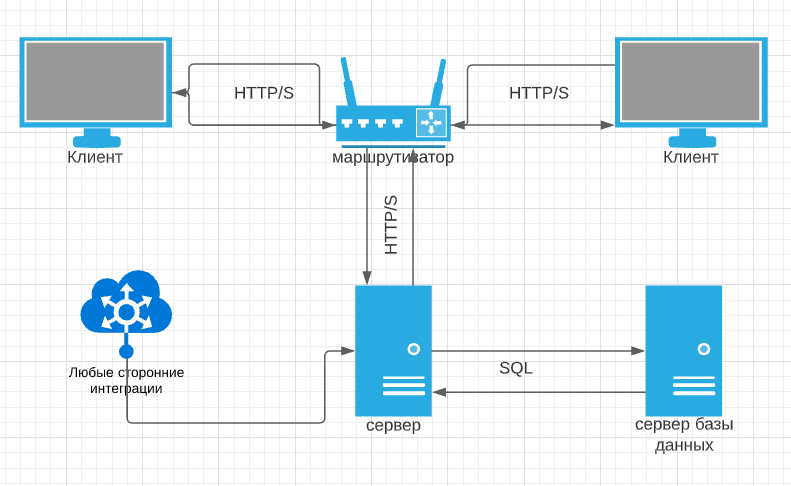 HTTP/S
HTTP/S
Клиент
маршрутизатор
Клиент
HTTP/S
Любые сторонние
интеграции
SQL
сервер
сервер базы
данных